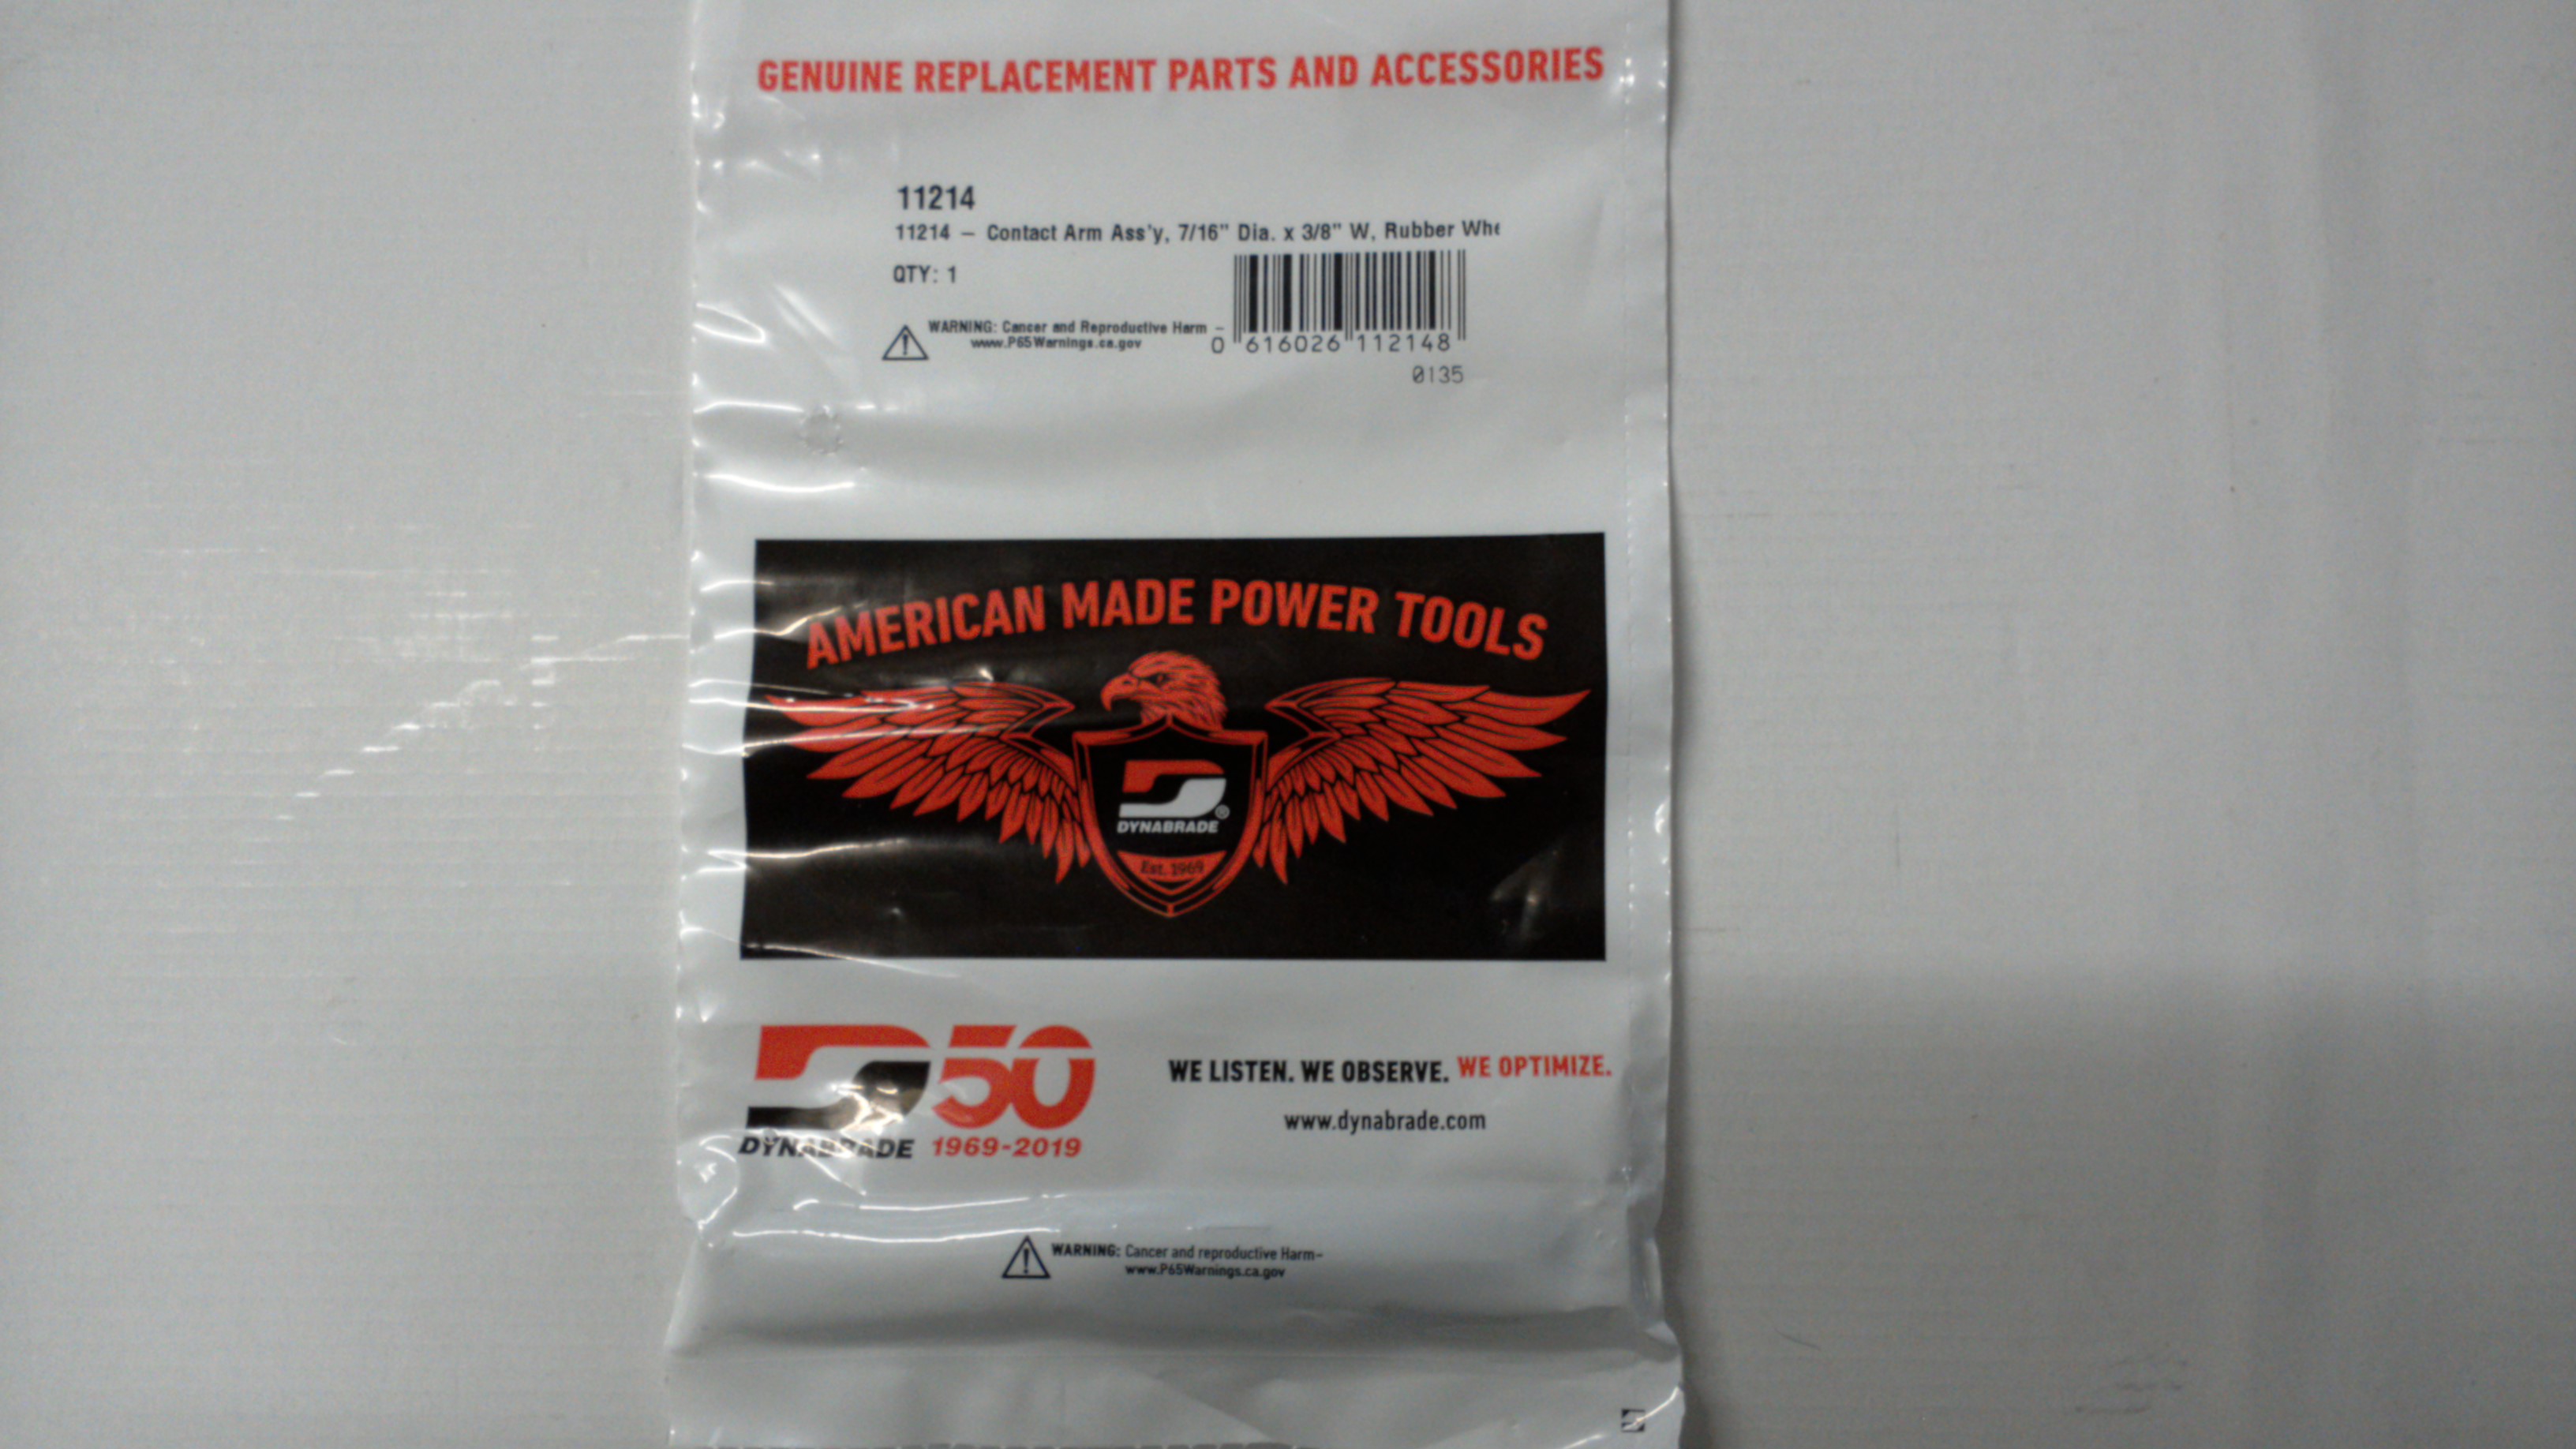 GENUINE REPLACEMENT PARTS AND ACCESSORIES
11214
11214 – Contact Arm Ass'y, 7/16" Dia. x 3/8" W, Rubber Whe
QTY: 1
WARNING: Cancer and Reproductive Harm –
www.P65Warnings.ca.gov
0 616026 112148
0135
AMERICAN MADE POWER TOOLS
DYNABRADE®
Est. 1969
50
DYNABRADE 1969-2019
WE LISTEN. WE OBSERVE. WE OPTIMIZE.
www.dynabrade.com
WARNING: Cancer and reproductive Harm–
www.P65Warnings.ca.gov